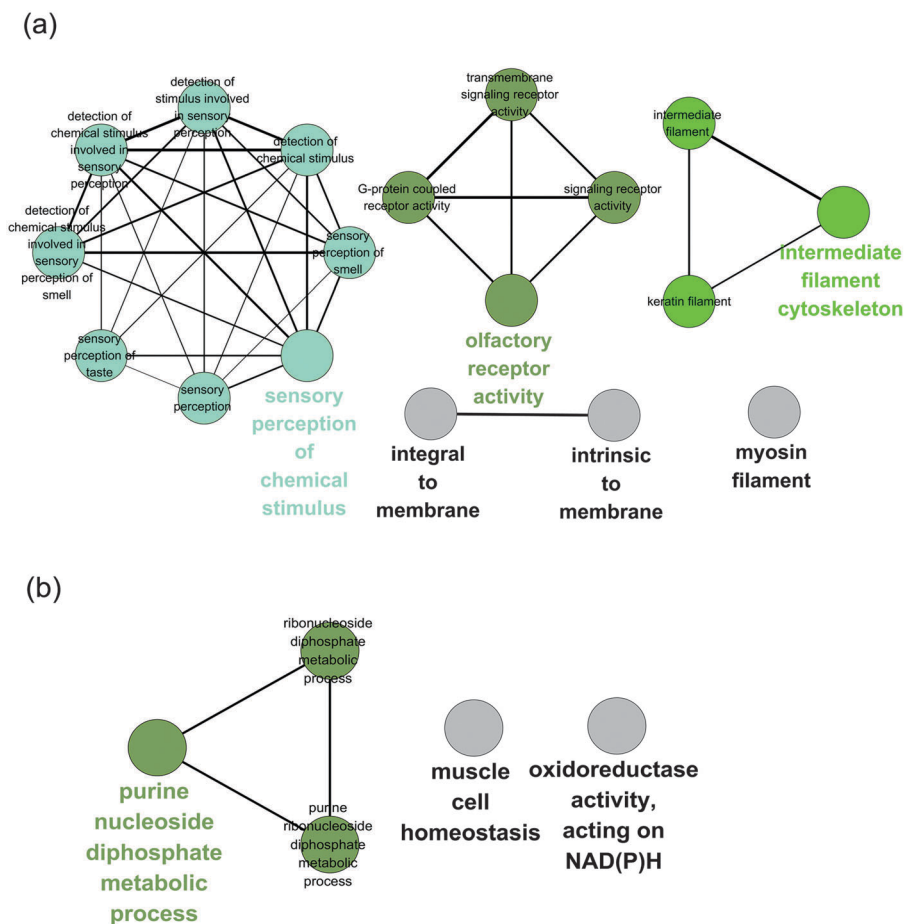 (a)
detection of
stimulus involved
in sensory
perception
detection of
chemical stimulus
involved in
sensory
perception
detection of
chemical stimulus
detection of
chemical stimulus
involved in
sensory
perception of
smell
sensory
perception of
smell
sensory
perception of
taste
sensory
perception
sensory
perception
of
chemical
stimulus
transmembrane
signaling receptor
activity
G-protein coupled
receptor activity
signaling receptor
activity
olfactory
receptor
activity
intermediate
filament
intermediate
filament
cytoskeleton
keratin filament
integral
to
membrane
intrinsic
to
membrane
myosin
filament
(b)
ribonucleoside
diphosphate
metabolic
process
purine
nucleoside
diphosphate
metabolic
process
purine
ribonucleoside
diphosphate
metabolic
process
muscle
cell
homeostasis
oxidoreductase
activity,
acting on
NAD(P)H